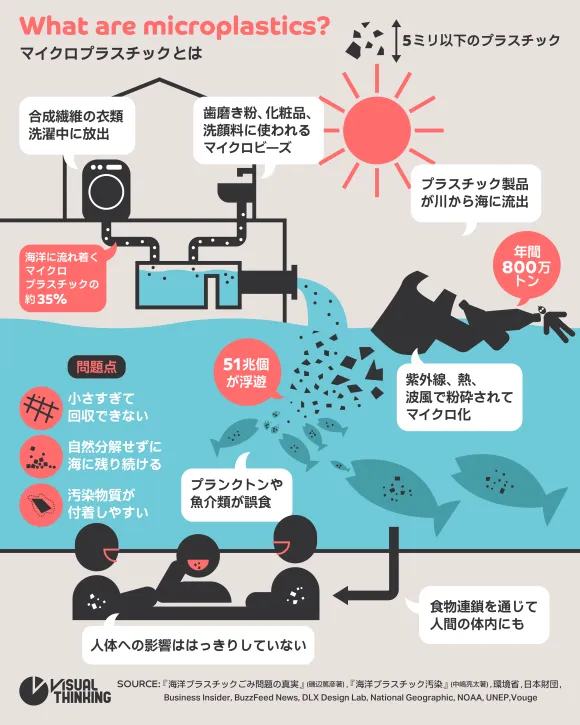 What are microplastics?
マイクロプラスチックとは
5ミリ以下のプラスチック
合成繊維の衣類
洗濯中に放出
歯磨き粉、化粧品、
洗顔料に使われる
マイクロビーズ
プラスチック製品
が川から海に流出
年間
800万
トン
海洋に流れ着く
マイクロ
プラスチックの
約35%
51兆個
が浮遊
紫外線、熱、
波風で粉砕されて
マイクロ化
問題点
小さすぎて
回収できない
自然分解せずに
海に残り続ける
汚染物質が
付着しやすい
プランクトンや
魚介類が誤食
食物連鎖を通じて
人間の体内にも
人体への影響ははっきりしていない
VISUAL
THINKING
SOURCE:『海洋プラスチックごみ問題の真実』(磯辺篤彦著),『海洋プラスチック汚染』(中嶋亮太著),環境省,日本財団,
Business Insider, BuzzFeed News, DLX Design Lab, National Geographic, NOAA, UNEP,Vouge